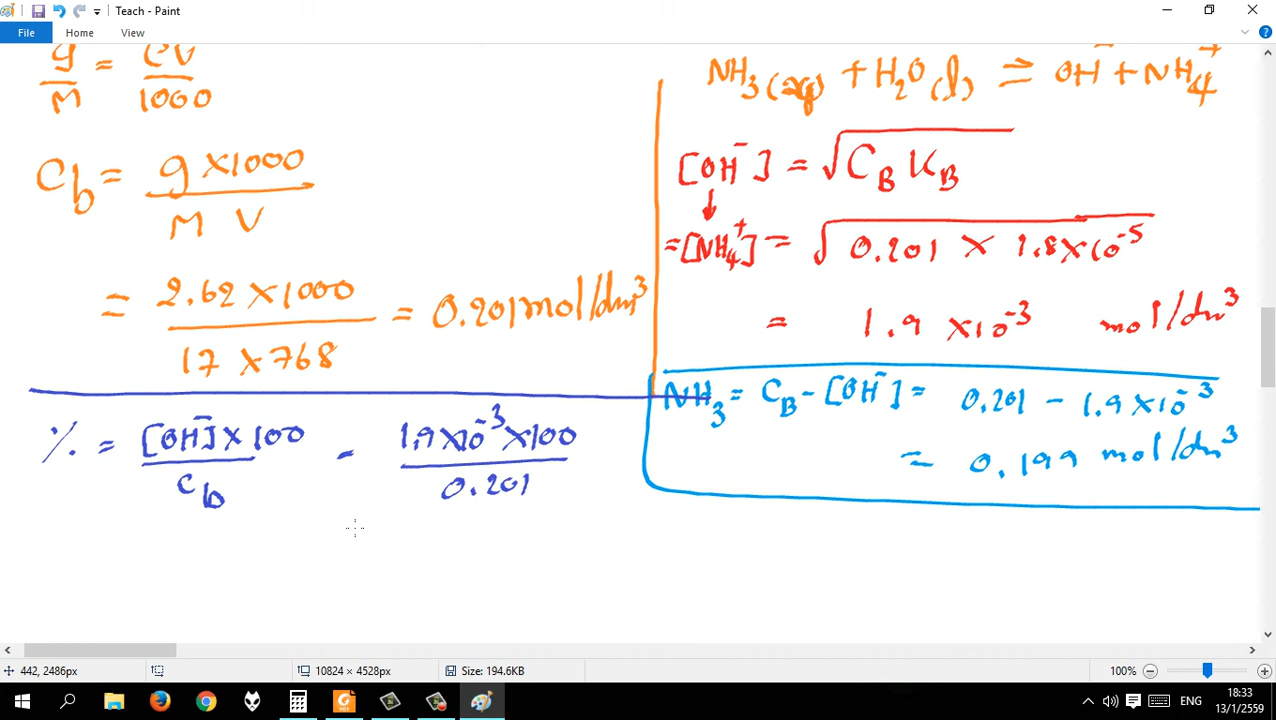 Teach - Paint
File Home View
g/M = CV/1000
NH₃(aq) + H₂O(l) ⇌ OH⁻ + NH₄⁺
Cb = g×1000 / M V
[OH⁻] = √C_B K_B
= [NH₄⁺] = √0.201 × 1.8×10⁻⁵
= 2.62×1000 / 17×768 = 0.201 mol/dm³
= 1.9 ×10⁻³ mol/dm³
NH₃ = C_B - [OH⁻] = 0.201 - 1.9×10⁻³
= 0.199 mol/dm³
% = [OH⁻]×100 / Cb = 1.9×10⁻³×100 / 0.201
442, 2486px 10824 × 4528px Size: 194.6KB 100%
ENG 18:33
13/1/2559